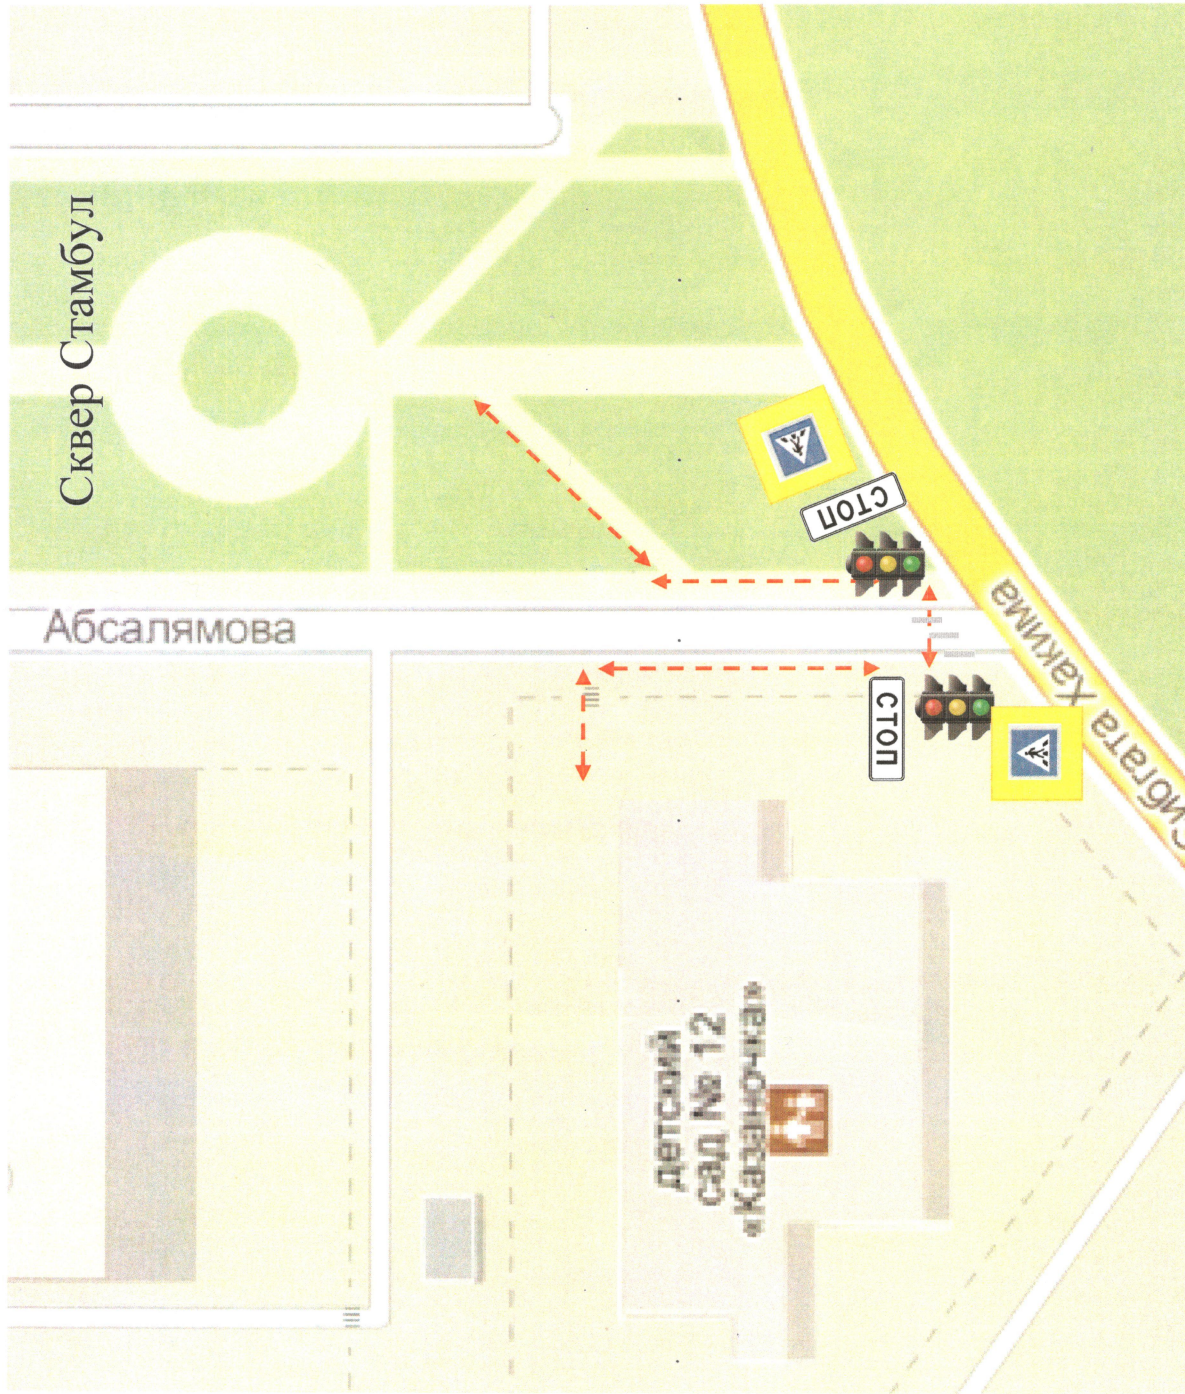 Сквер Стамбул
Абсалямова
СТОП
СТОП
Сибгата Хакима
детский
сад № 12
«Казаночка»